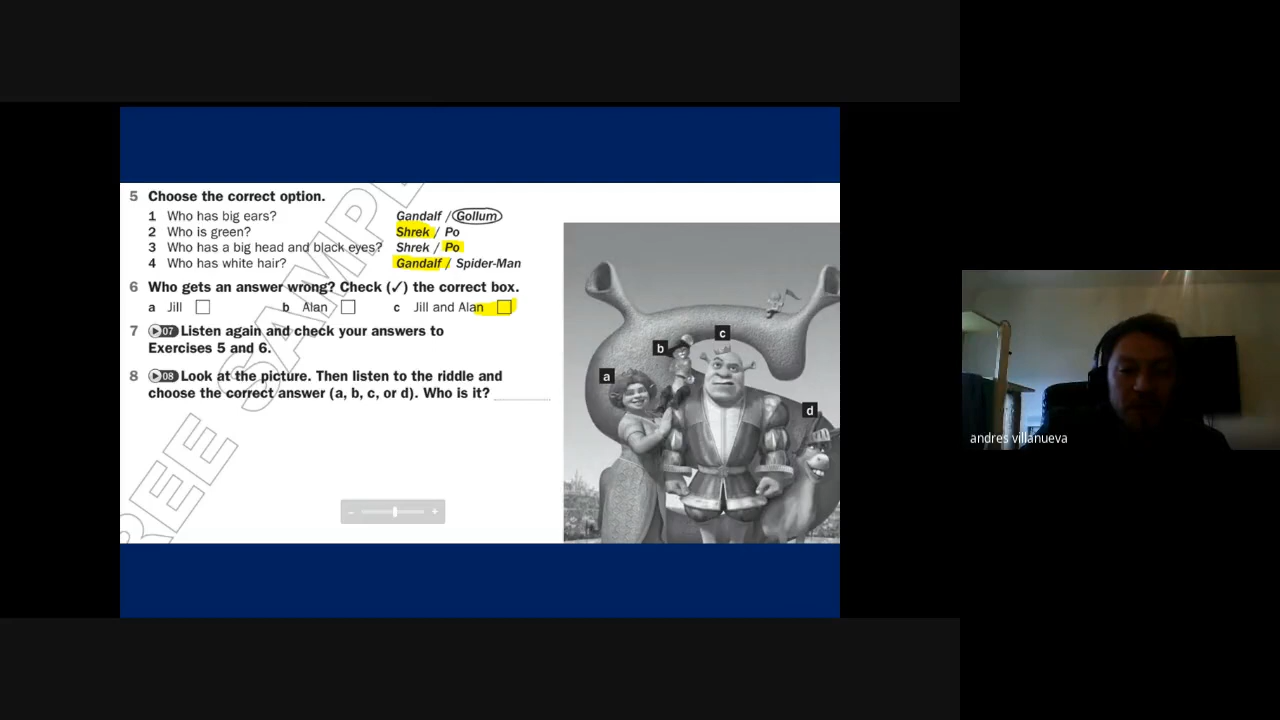 5 Choose the correct option.
1 Who has big ears? Gandalf / Gollum
2 Who is green? Shrek / Po
3 Who has a big head and black eyes? Shrek / Po
4 Who has white hair? Gandalf / Spider-Man
6 Who gets an answer wrong? Check (✓) the correct box.
a Jill b Alan c Jill and Alan
7 07 Listen again and check your answers to
Exercises 5 and 6.
8 08 Look at the picture. Then listen to the riddle and
choose the correct answer (a, b, c, or d). Who is it?
a
b
c
d
andres villanueva